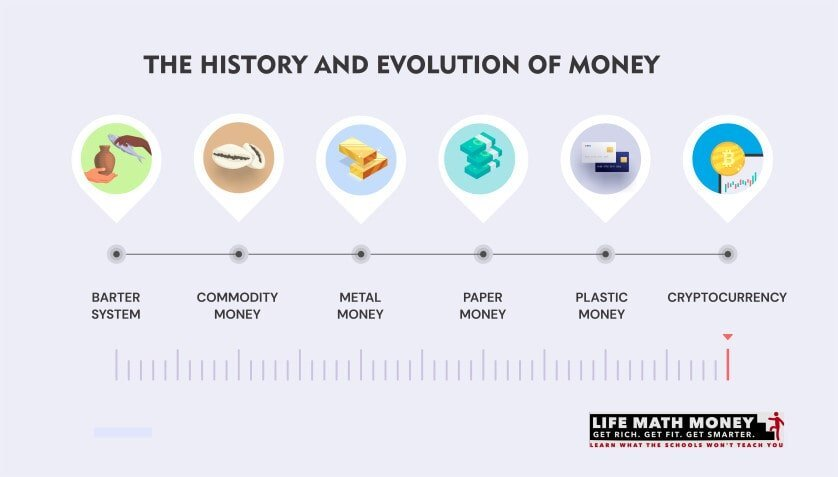 THE HISTORY AND EVOLUTION OF MONEY
BARTER
SYSTEM
COMMODITY
MONEY
METAL
MONEY
PAPER
MONEY
PLASTIC
MONEY
CRYPTOCURRENCY
LIFE MATH MONEY
GET RICH. GET FIT. GET SMARTER.
LEARN WHAT THE SCHOOLS WON'T TEACH YOU